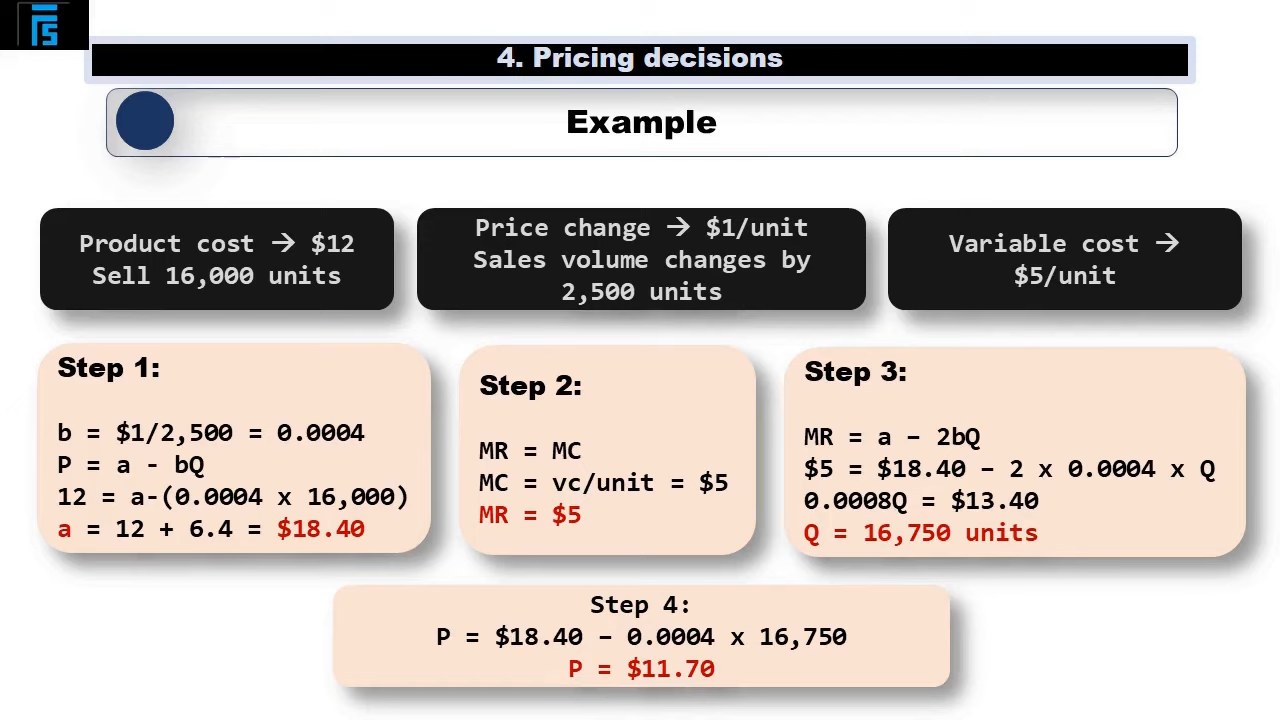 FS
4. Pricing decisions
Example
Product cost → $12
Sell 16,000 units
Price change → $1/unit
Sales volume changes by
2,500 units
Variable cost →
$5/unit
Step 1:
b = $1/2,500 = 0.0004
P = a - bQ
12 = a-(0.0004 x 16,000)
a = 12 + 6.4 = $18.40
Step 2:
MR = MC
MC = vc/unit = $5
MR = $5
Step 3:
MR = a – 2bQ
$5 = $18.40 – 2 x 0.0004 x Q
0.0008Q = $13.40
Q = 16,750 units
Step 4:
P = $18.40 – 0.0004 x 16,750
P = $11.70